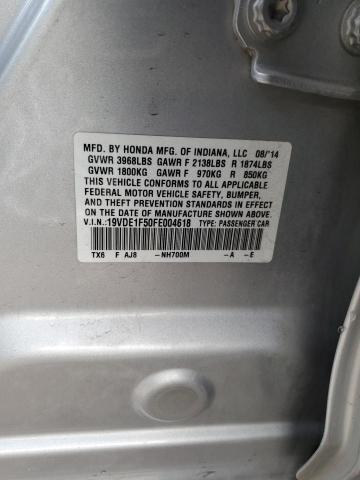 MFD. BY HONDA MFG. OF INDIANA, LLC 08/'14
GVWR 3968LBS GAWR F 2138LBS R 1874LBS
GVWR 1800KG GAWR F 970KG R 850KG
THIS VEHICLE CONFORMS TO ALL APPLICABLE
FEDERAL MOTOR VEHICLE SAFETY, BUMPER,
AND THEFT PREVENTION STANDARDS IN EFFECT
ON THE DATE OF MANUFACTURE SHOWN ABOVE.
V.I.N.:19VDE1F50FE004618 TYPE: PASSENGER CAR
TX6 F AJ8 -NH700M -A -E